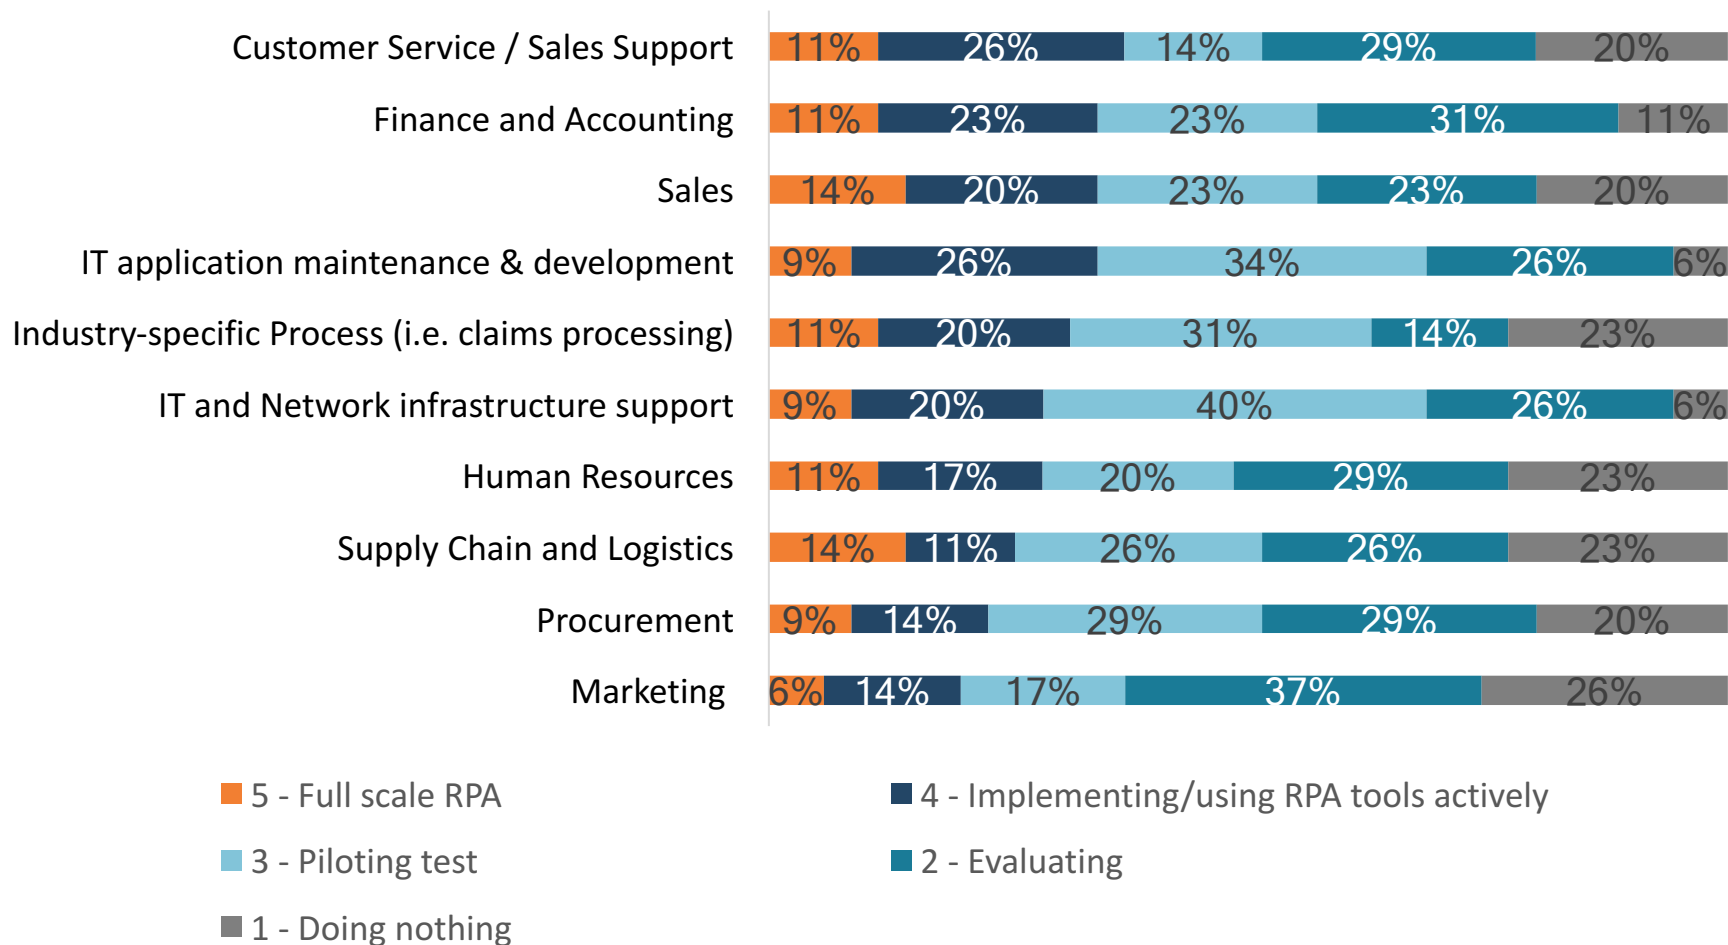 Customer Service / Sales Support 11% 26% 14% 29% 20%
Finance and Accounting 11% 23% 23% 31% 11%
Sales 14% 20% 23% 23% 20%
IT application maintenance & development 9% 26% 34% 26% 6%
Industry-specific Process (i.e. claims processing) 11% 20% 31% 14% 23%
IT and Network infrastructure support 9% 20% 40% 26% 6%
Human Resources 11% 17% 20% 29% 23%
Supply Chain and Logistics 14% 11% 26% 26% 23%
Procurement 9% 14% 29% 29% 20%
Marketing 6% 14% 17% 37% 26%
5 - Full scale RPA 4 - Implementing/using RPA tools actively
3 - Piloting test 2 - Evaluating
1 - Doing nothing